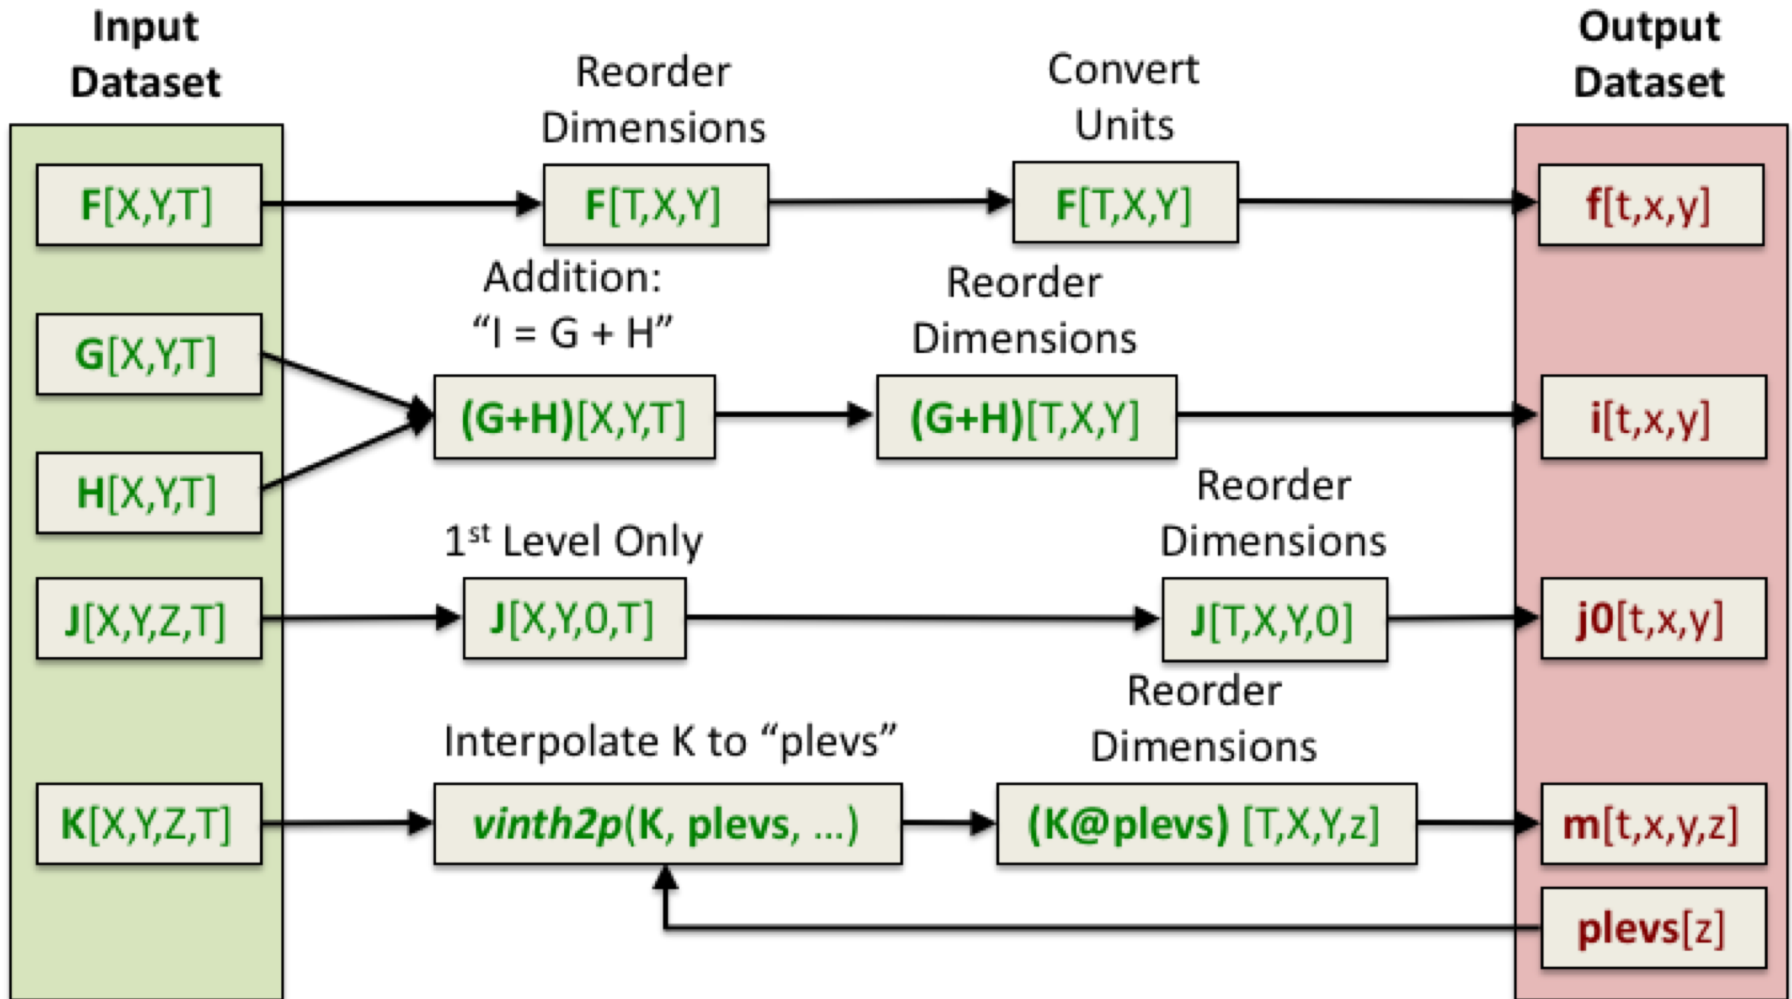 Input
Dataset
Output
Dataset
Reorder
Dimensions
Convert
Units
F[X,Y,T]
F[T,X,Y]
F[T,X,Y]
f[t,x,y]
Addition:
“I = G + H”
Reorder
Dimensions
G[X,Y,T]
(G+H)[X,Y,T]
(G+H)[T,X,Y]
i[t,x,y]
H[X,Y,T]
1st Level Only
Reorder
Dimensions
J[X,Y,Z,T]
J[X,Y,0,T]
J[T,X,Y,0]
j0[t,x,y]
Interpolate K to “plevs”
Reorder
Dimensions
K[X,Y,Z,T]
vinth2p(K, plevs, ...)
(K@plevs) [T,X,Y,z]
m[t,x,y,z]
plevs[z]